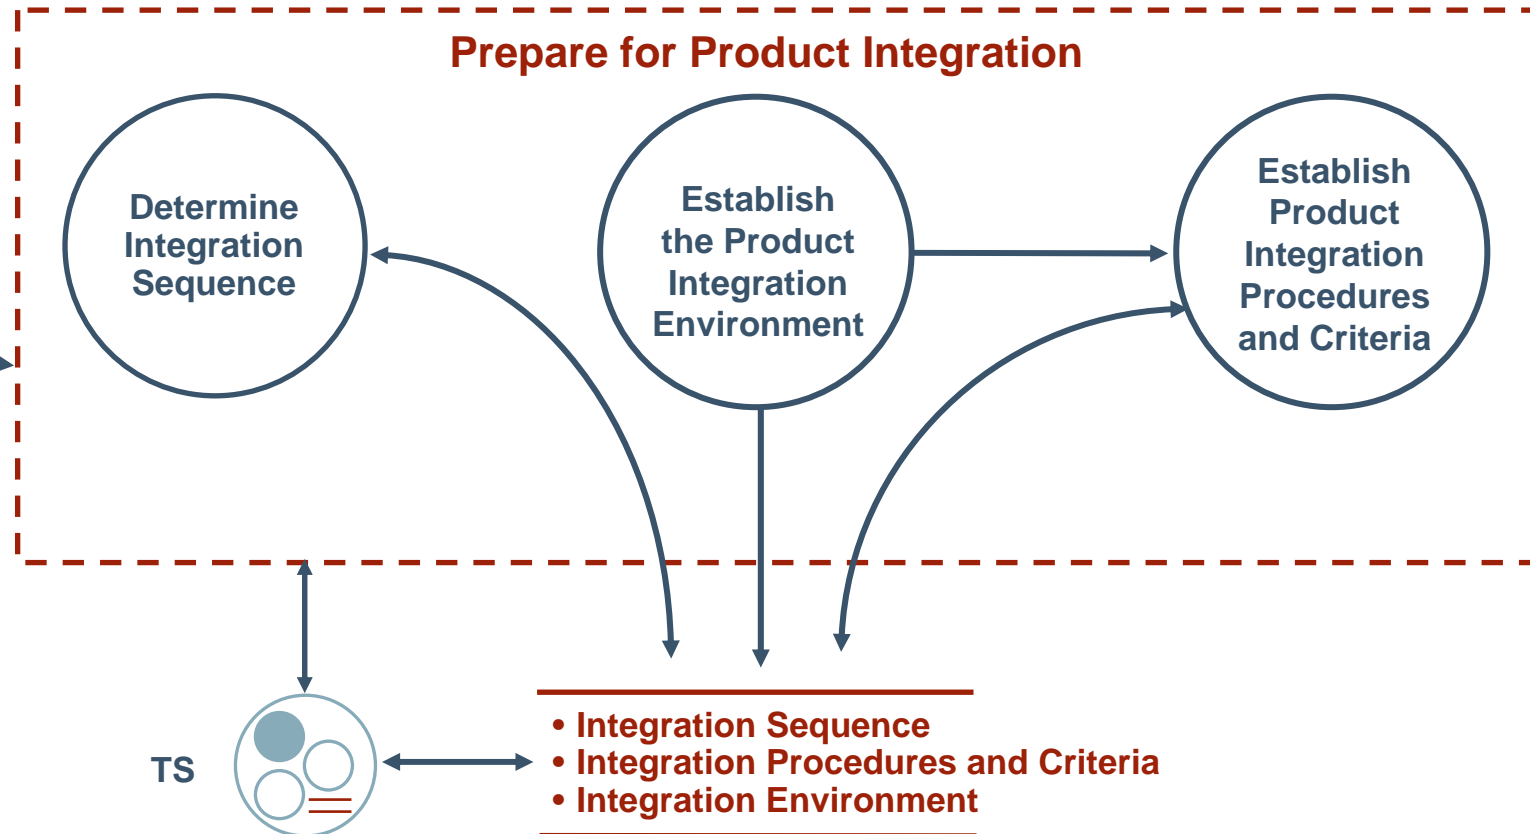 Prepare for Product Integration
Determine
Integration
Sequence
Establish
the Product
Integration
Environment
Establish
Product
Integration
Procedures
and Criteria
TS
• Integration Sequence
• Integration Procedures and Criteria
• Integration Environment